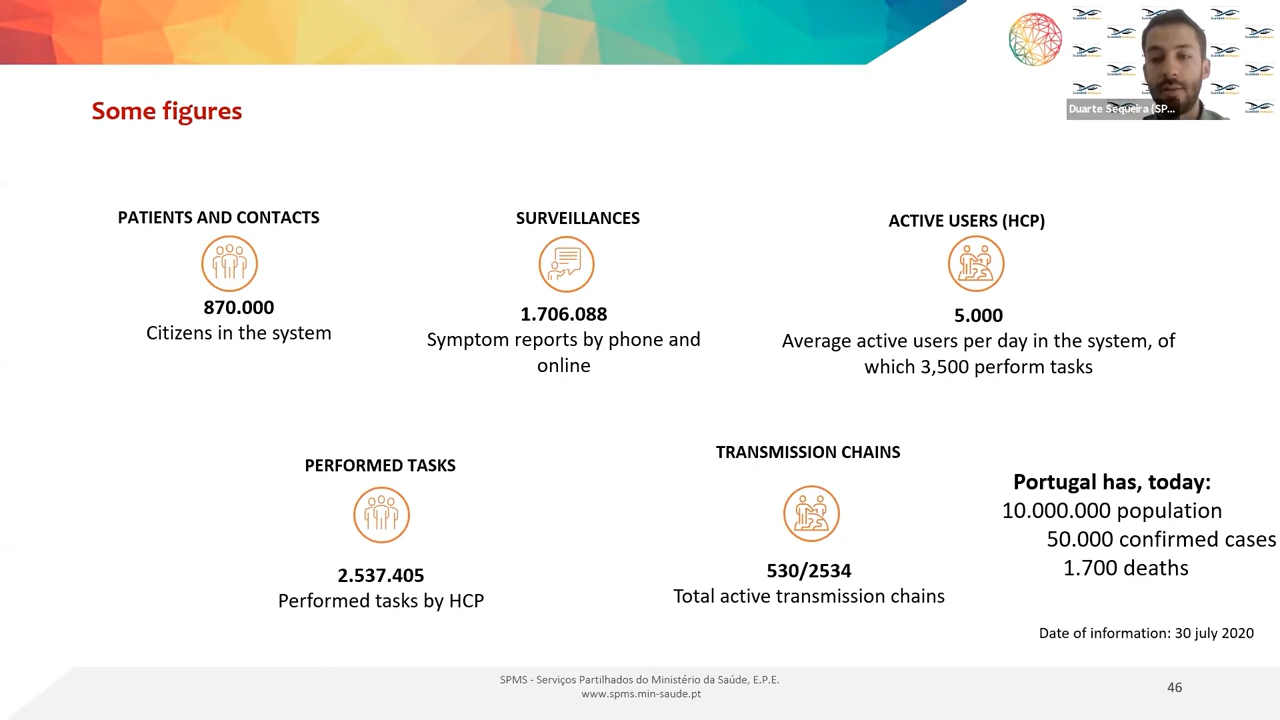 Some figures
Duarte Sequeira (SP...
PATIENTS AND CONTACTS
870.000
Citizens in the system
SURVEILLANCES
1.706.088
Symptom reports by phone and
online
ACTIVE USERS (HCP)
5.000
Average active users per day in the system, of
which 3,500 perform tasks
PERFORMED TASKS
2.537.405
Performed tasks by HCP
TRANSMISSION CHAINS
530/2534
Total active transmission chains
Portugal has, today:
10.000.000 population
50.000 confirmed cases
1.700 deaths
Date of information: 30 july 2020
SPMS - Serviços Partilhados do Ministério da Saúde, E.P.E.
www.spms.min-saude.pt
46